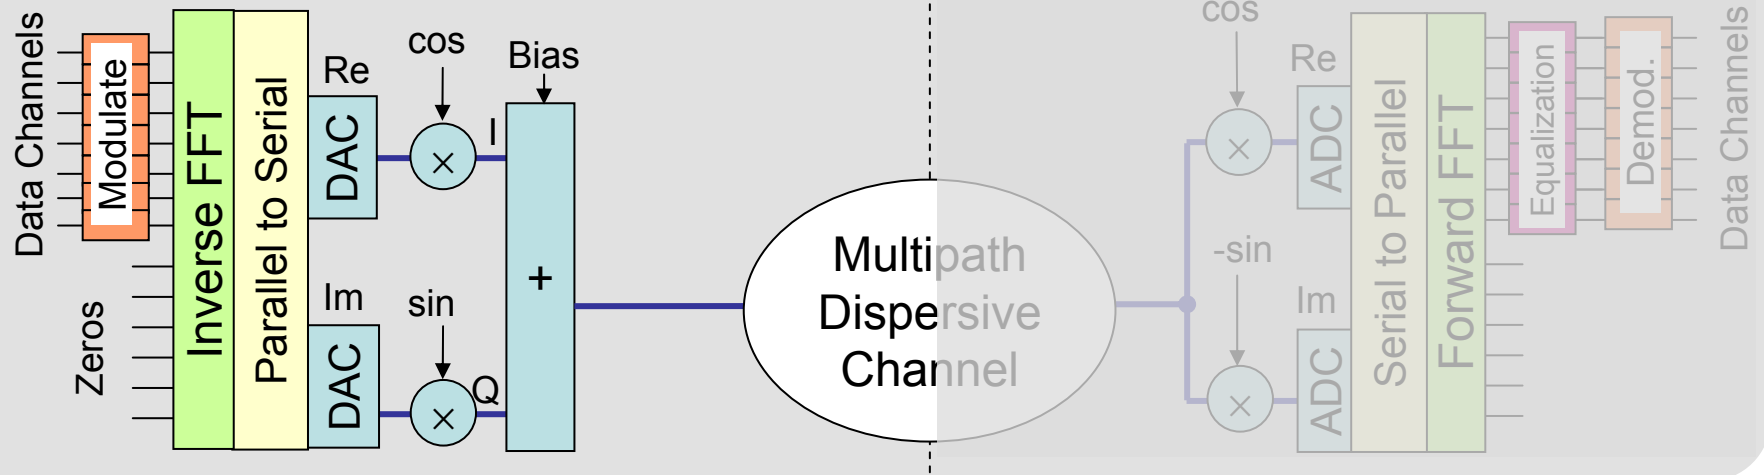 Data Channels
Modulate
Zeros
Inverse FFT
Parallel to Serial
Re
DAC
Im
DAC
cos
×
I
sin
×
Q
Bias
+
Multipath
Dispersive
Channel
cos
×
-sin
×
Re
ADC
Im
ADC
Serial to Parallel
Forward FFT
Equalization
Demod.
Data Channels